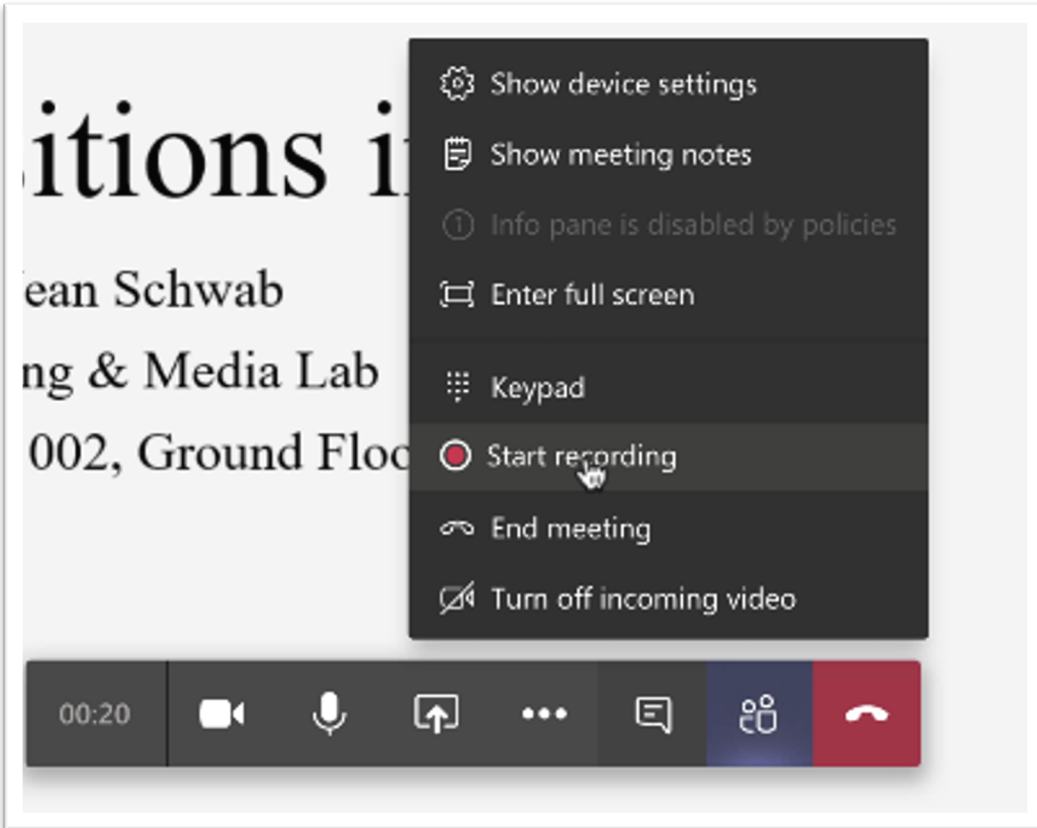 itions i
ean Schwab
ng & Media Lab
002, Ground Floo
Show device settings
Show meeting notes
Info pane is disabled by policies
Enter full screen
Keypad
Start recording
End meeting
Turn off incoming video
00:20